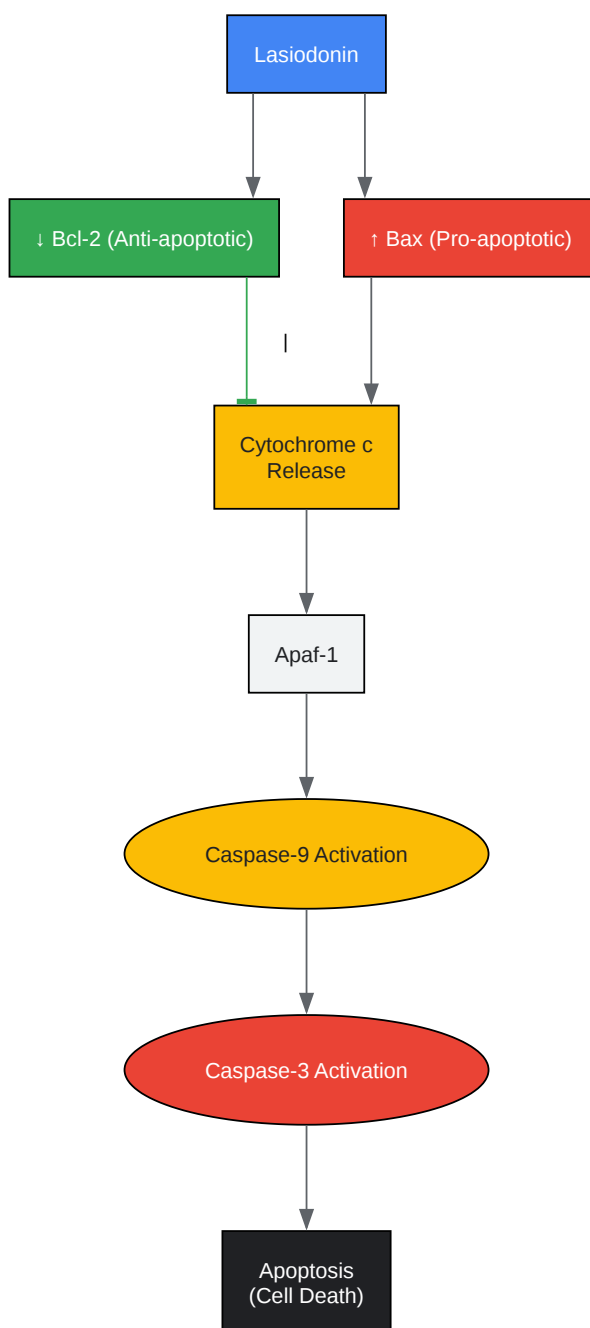 Lasiodonin
↓ Bcl-2 (Anti-apoptotic)
↑ Bax (Pro-apoptotic)
|
Cytochrome c
Release
Apaf-1
Caspase-9 Activation
Caspase-3 Activation
Apoptosis
(Cell Death)